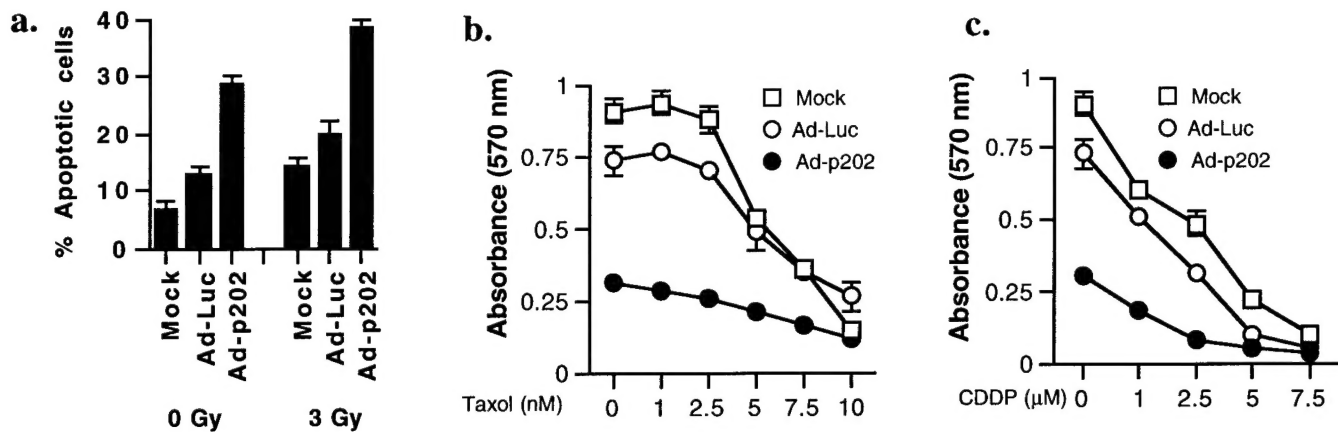 a.
% Apoptotic cells
40
30
20
10
0
Mock
Ad-Luc
Ad-p202
Mock
Ad-Luc
Ad-p202
0 Gy
3 Gy
b.
Absorbance (570 nm)
1
0.75
0.5
0.25
0
Mock
Ad-Luc
Ad-p202
Taxol (nM) 0 1 2.5 5 7.5 10
c.
Absorbance (570 nm)
1
0.75
0.5
0.25
0
Mock
Ad-Luc
Ad-p202
CDDP (μM) 0 1 2.5 5 7.5